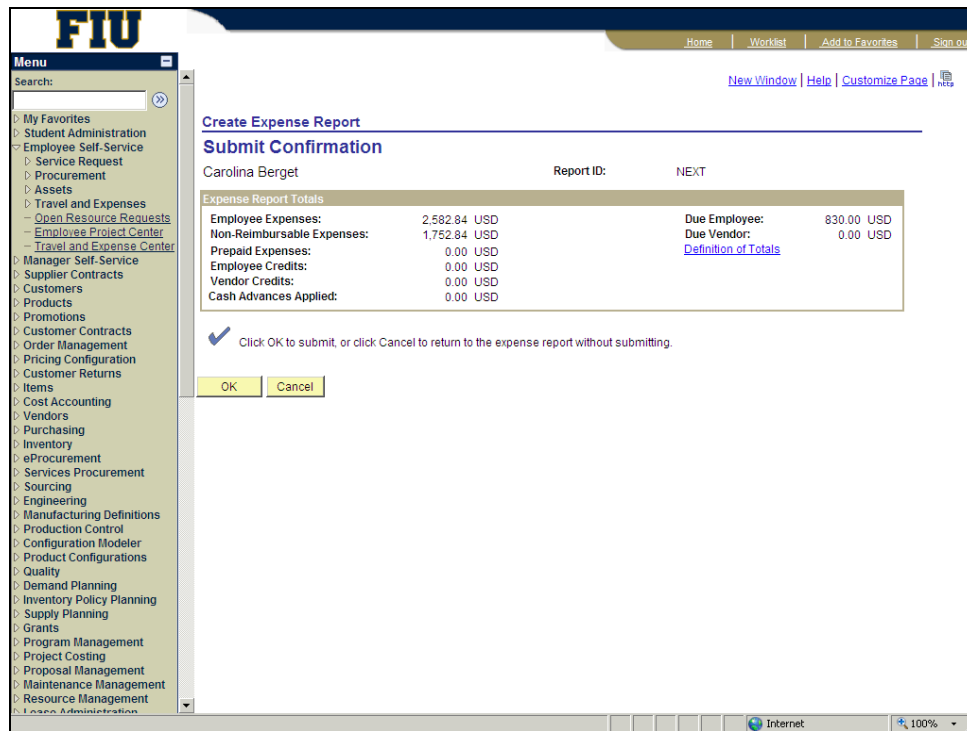 FIU
Home | Worklist | Add to Favorites | Sign ou
Menu
Search:
New Window | Help | Customize Page | http
My Favorites
Student Administration
Employee Self-Service
Service Request
Procurement
Assets
Travel and Expenses
Open Resource Requests
Employee Project Center
Travel and Expense Center
Manager Self-Service
Supplier Contracts
Customers
Products
Promotions
Customer Contracts
Order Management
Pricing Configuration
Customer Returns
Items
Cost Accounting
Vendors
Purchasing
Inventory
eProcurement
Services Procurement
Sourcing
Engineering
Manufacturing Definitions
Production Control
Configuration Modeler
Product Configurations
Quality
Demand Planning
Inventory Policy Planning
Supply Planning
Grants
Program Management
Project Costing
Proposal Management
Maintenance Management
Resource Management
Lease Administration
Create Expense Report
Submit Confirmation
Carolina Berget Report ID: NEXT
Expense Report Totals
Employee Expenses: 2,582.84 USD Due Employee: 830.00 USD
Non-Reimbursable Expenses: 1,752.84 USD Due Vendor: 0.00 USD
Prepaid Expenses: 0.00 USD Definition of Totals
Employee Credits: 0.00 USD
Vendor Credits: 0.00 USD
Cash Advances Applied: 0.00 USD
Click OK to submit, or click Cancel to return to the expense report without submitting.
OK Cancel
Internet 100%